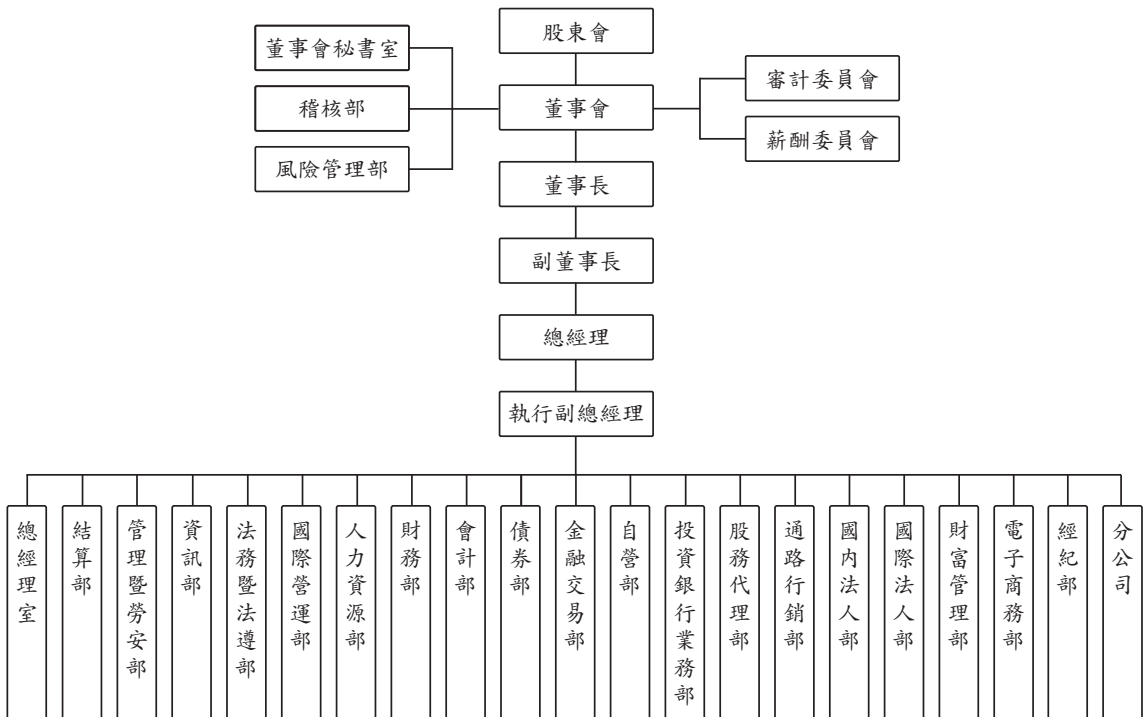 股東會
董事會秘書室
審計委員會
稽核部
董事會
薪酬委員會
風險管理部
董事長
副董事長
總經理
執行副總經理
總經理室
結算部
管理暨勞安部
資訊部
法務暨法遵部
國際營運部
人力資源部
財務部
會計部
債券部
金融交易部
自營部
投資銀行業務部
股務代理部
通路行銷部
國內法人部
國際法人部
財富管理部
電子商務部
經紀部
分公司